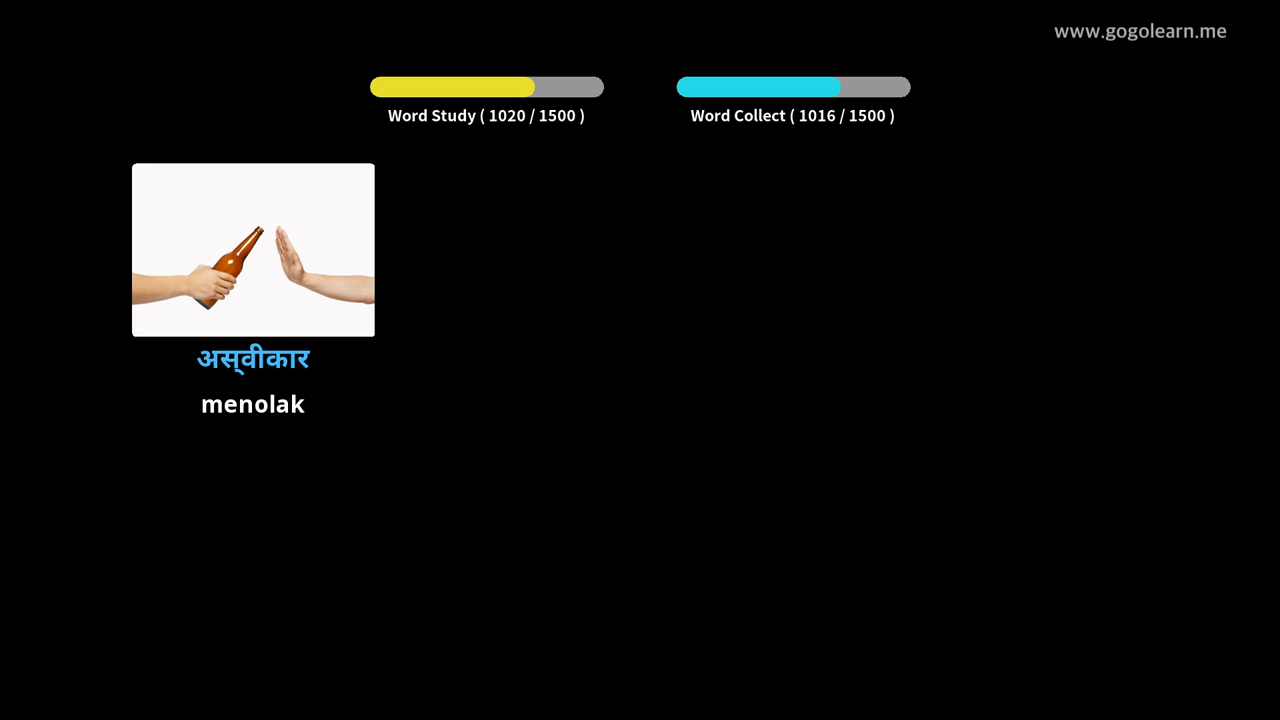 www.gogolearn.me
Word Study ( 1020 / 1500 )
Word Collect ( 1016 / 1500 )
अस्‌वीकार
menolak